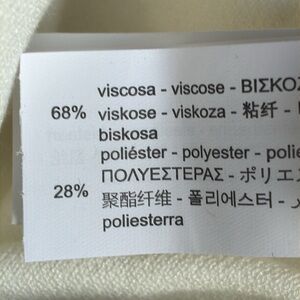 viscosa - viscose - ΒΙΣΚΟΖ
68% viskose - viskoza - 粘纤 -
biskosa
poliéster - polyester - polie
ΠΟΛΥΕΣΤΕΡΑΣ - ポリエ
28% 聚酯纤维 - 폴리에스터 -
poliesterra